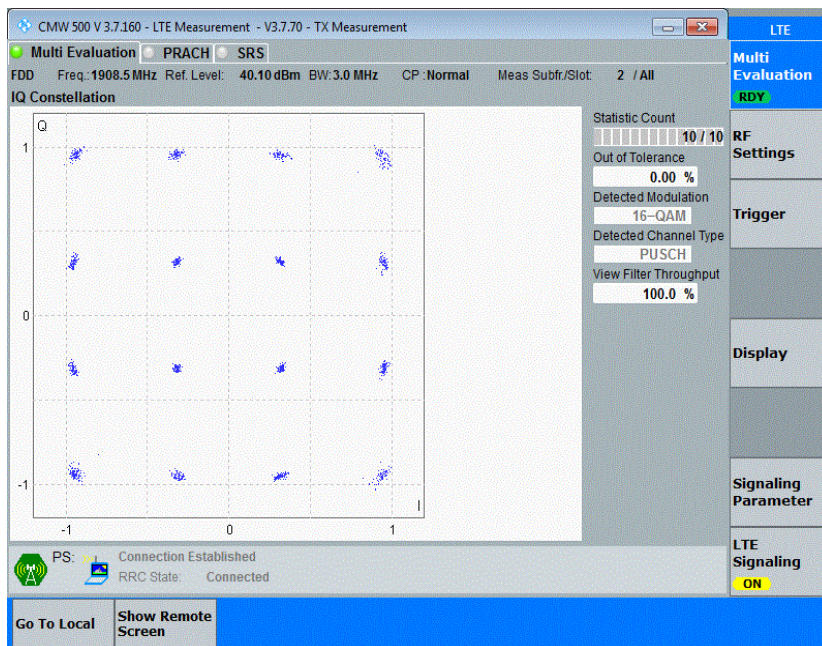 CMW 500 V 3.7.160 - LTE Measurement - V3.7.70 - TX Measurement
LTE
Multi Evaluation PRACH SRS
FDD Freq.: 1908.5 MHz Ref. Level: 40.10 dBm BW: 3.0 MHz CP : Normal Meas Subfr./Slot: 2 / All
IQ Constellation
Q
1
0
-1
-1 0 1
I
Statistic Count
10 / 10
Out of Tolerance
0.00 %
Detected Modulation
16-QAM
Detected Channel Type
PUSCH
View Filter Throughput
100.0 %
Multi
Evaluation
RDY
RF
Settings
Trigger
Display
Signaling
Parameter
LTE
Signaling
ON
PS: Connection Established
RRC State: Connected
Go To Local
Show Remote
Screen